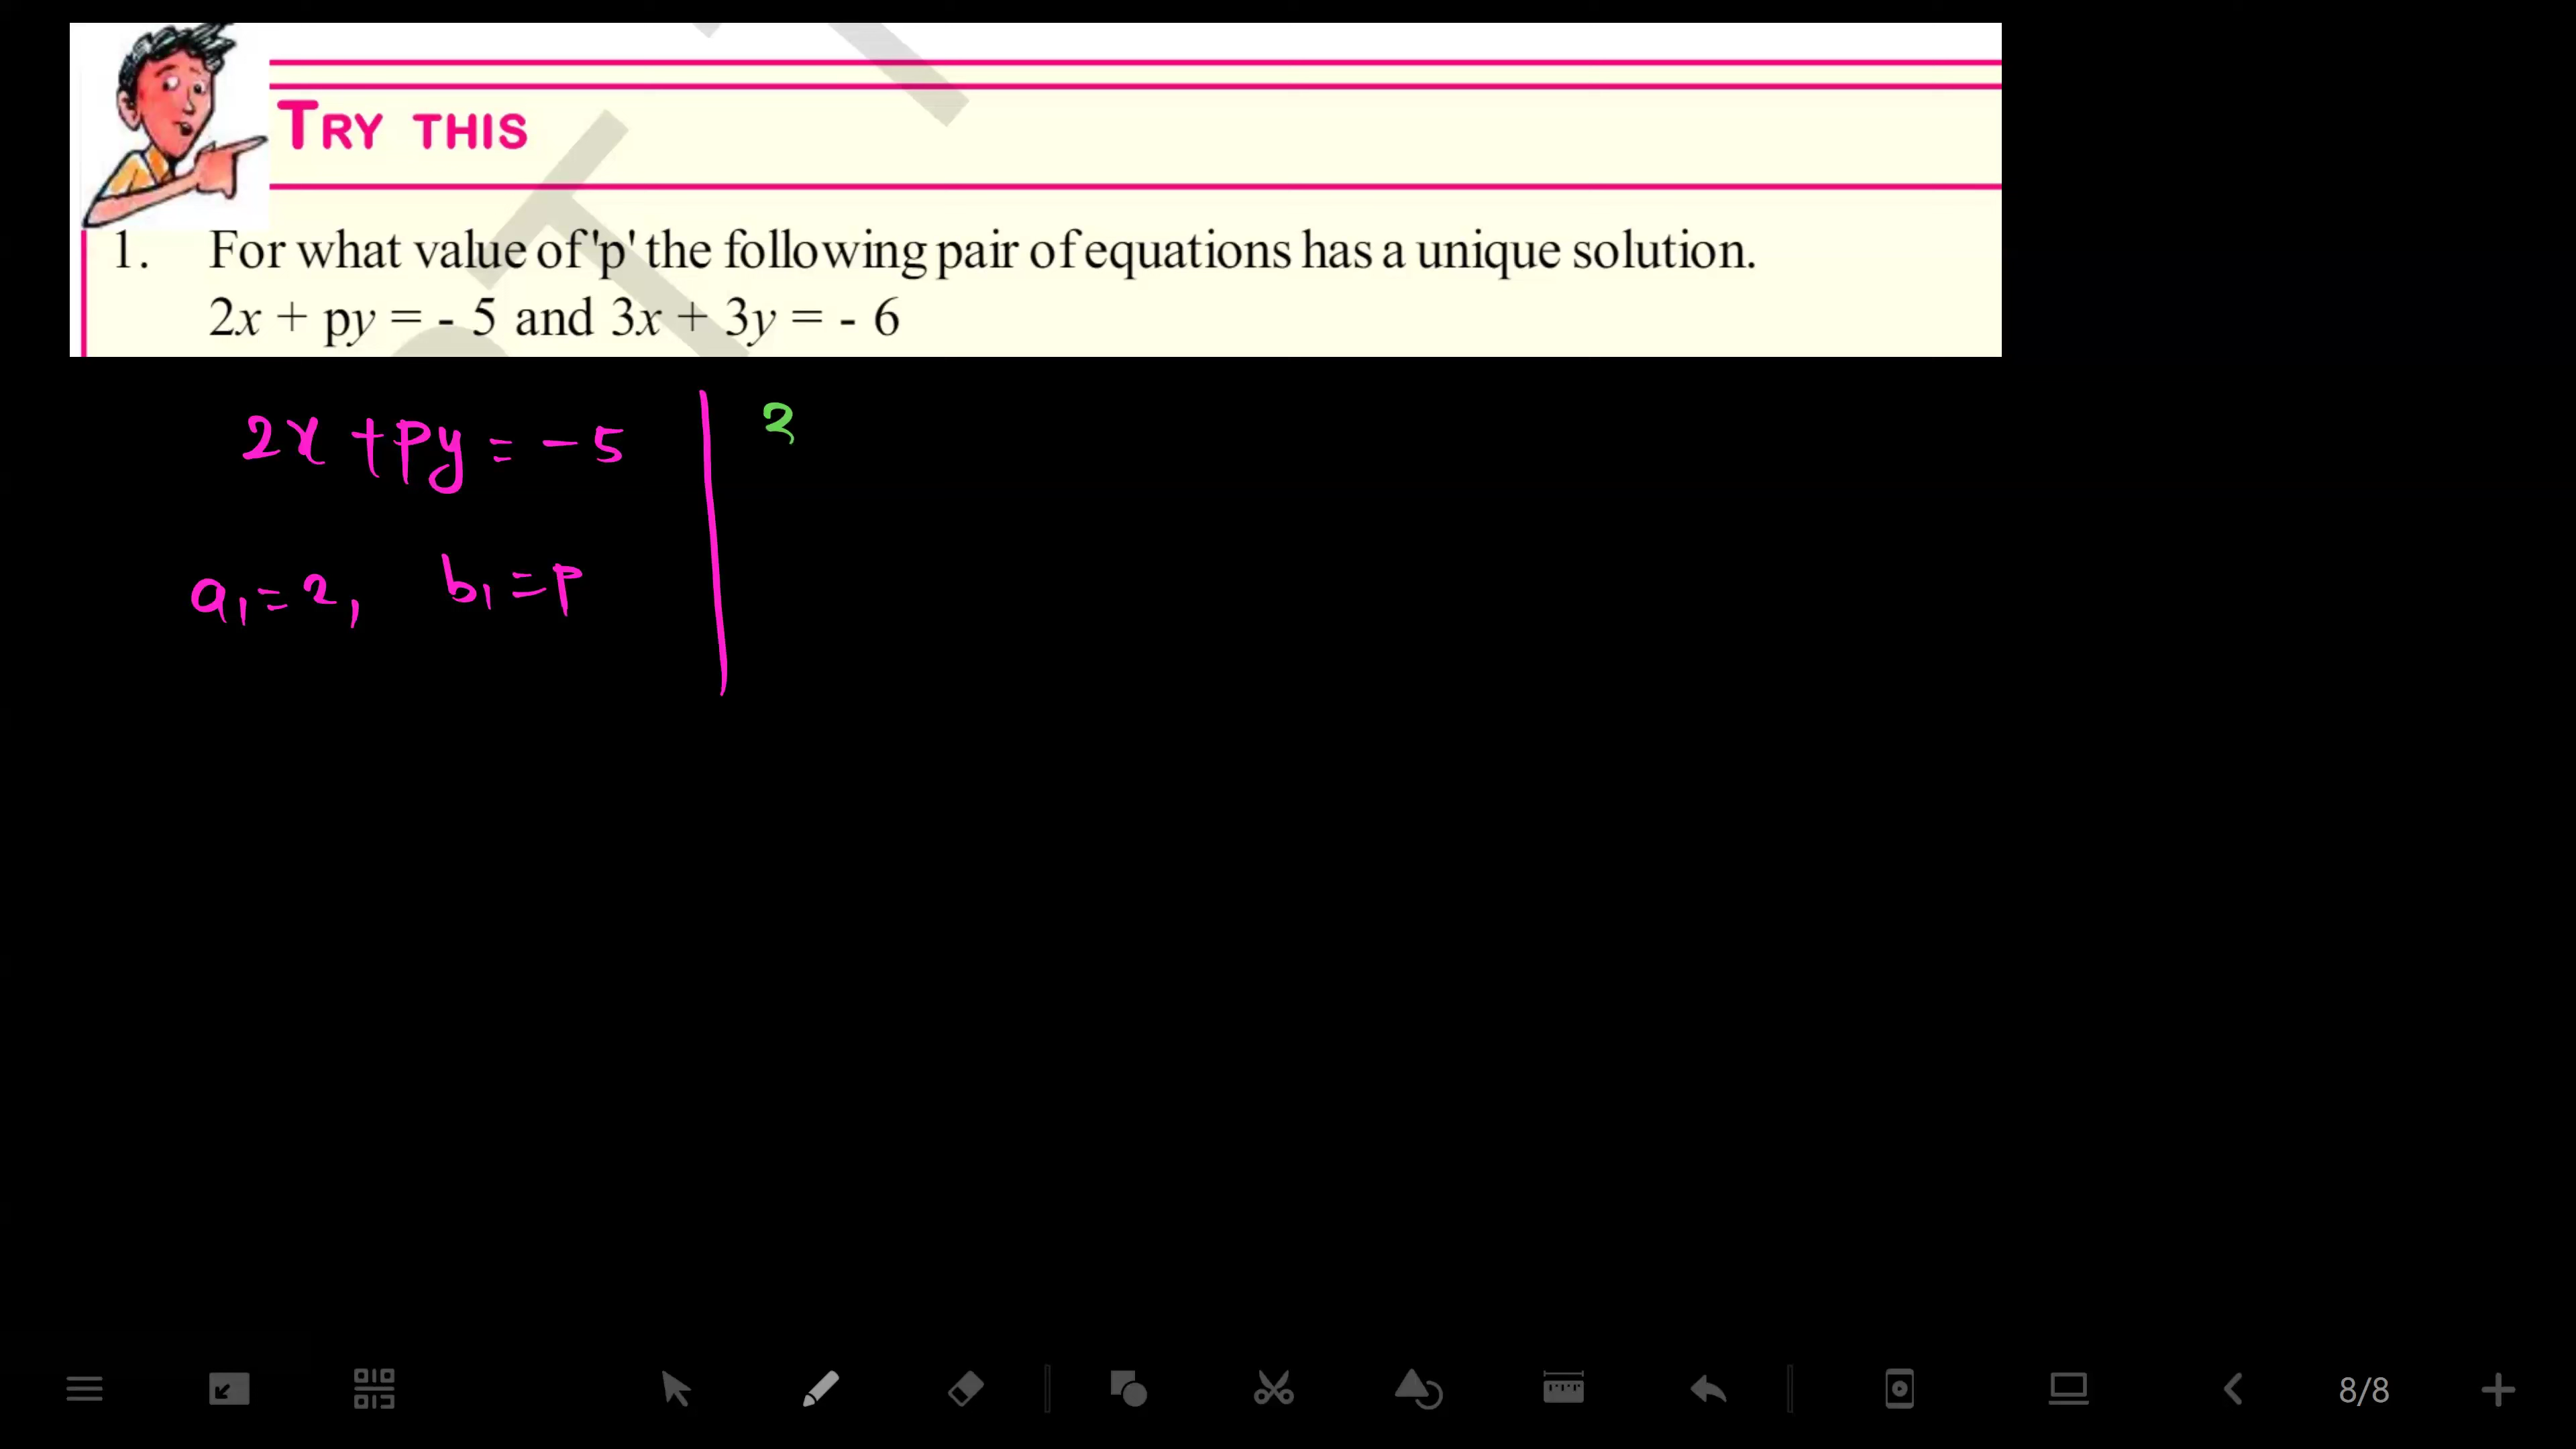 TRY THIS
1. For what value of 'p' the following pair of equations has a unique solution.
2x + py = - 5 and 3x + 3y = - 6
2x + py = -5
a₁ = 2, b₁ = p
8/8